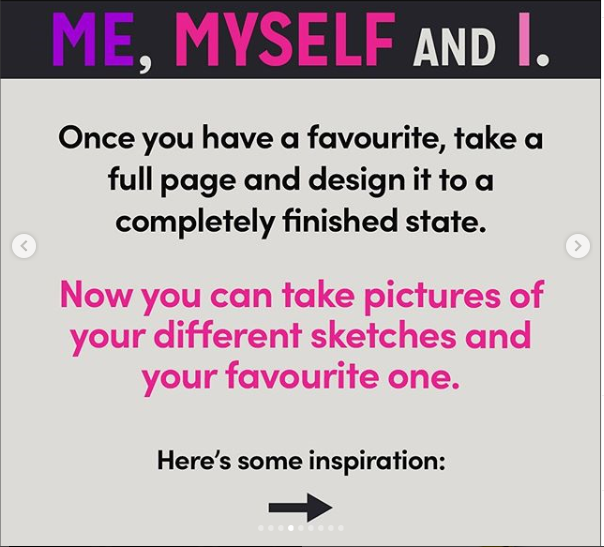 ME, MYSELF AND I.
Once you have a favourite, take a
full page and design it to a
completely finished state.
Now you can take pictures of
your different sketches and
your favourite one.
Here's some inspiration: